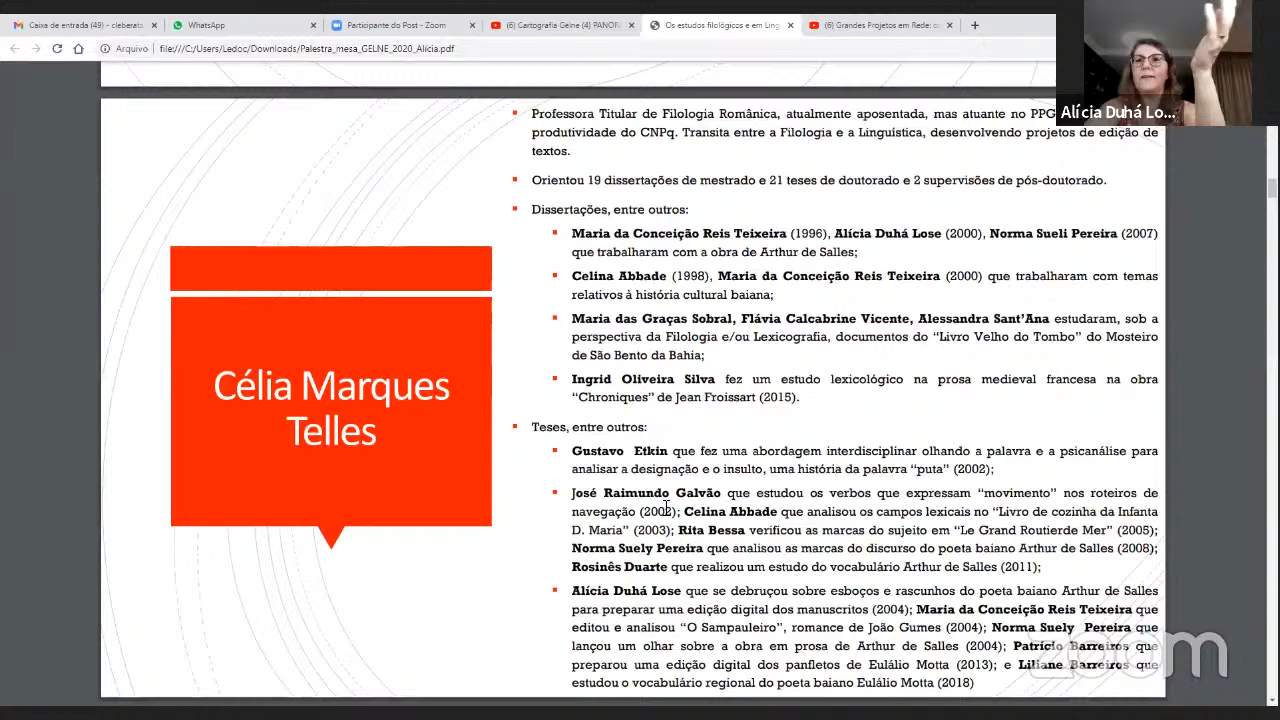 Caixa de entrada (49) - cleberata
WhatsApp
Participante do Post - Zoom
(6) Cartografia Gelne (4) PANOR
Os estudos filológicos e em Ling
(6) Grandes Projetos em Rede: o
Arquivo
file:///C:/Users/Ledoc/Downloads/Palestra_mesa_GELNE_2020_Alícia.pdf
Alícia Duhá Lo...
Célia Marques
Telles
Professora Titular de Filologia Românica, atualmente aposentada, mas atuante no PPG
produtividade do CNPq. Transita entre a Filologia e a Linguística, desenvolvendo projetos de edição de
textos.
Orientou 19 dissertações de mestrado e 21 teses de doutorado e 2 supervisões de pós-doutorado.
Dissertações, entre outros:
Maria da Conceição Reis Teixeira (1996), Alícia Duhá Lose (2000), Norma Sueli Pereira (2007)
que trabalharam com a obra de Arthur de Salles;
Celina Abbade (1998), Maria da Conceição Reis Teixeira (2000) que trabalharam com temas
relativos à história cultural baiana;
Maria das Graças Sobral, Flávia Calcabrine Vicente, Alessandra Sant’Ana estudaram, sob a
perspectiva da Filologia e/ou Lexicografia, documentos do “Livro Velho do Tombo” do Mosteiro
de São Bento da Bahia;
Ingrid Oliveira Silva fez um estudo lexicológico na prosa medieval francesa na obra
“Chroniques” de Jean Froissart (2015).
Teses, entre outros:
Gustavo Etkin que fez uma abordagem interdisciplinar olhando a palavra e a psicanálise para
analisar a designação e o insulto, uma história da palavra “puta” (2002);
José Raimundo Galvão que estudou os verbos que expressam “movimento” nos roteiros de
navegação (2002); Celina Abbade que analisou os campos lexicais no “Livro de cozinha da Infanta
D. Maria” (2003); Rita Bessa verificou as marcas do sujeito em “Le Grand Routierde Mer” (2005);
Norma Suely Pereira que analisou as marcas do discurso do poeta baiano Arthur de Salles (2008);
Rosinês Duarte que realizou um estudo do vocabulário Arthur de Salles (2011);
Alícia Duhá Lose que se debruçou sobre esboços e rascunhos do poeta baiano Arthur de Salles
para preparar uma edição digital dos manuscritos (2004); Maria da Conceição Reis Teixeira que
editou e analisou “O Sampauleiro”, romance de João Gumes (2004); Norma Suely Pereira que
lançou um olhar sobre a obra em prosa de Arthur de Salles (2004); Patrício Barreiros que
preparou uma edição digital dos panfletos de Eulálio Motta (2013); e Liliane Barreiros que
estudou o vocabulário regional do poeta baiano Eulálio Motta (2018)
zoom